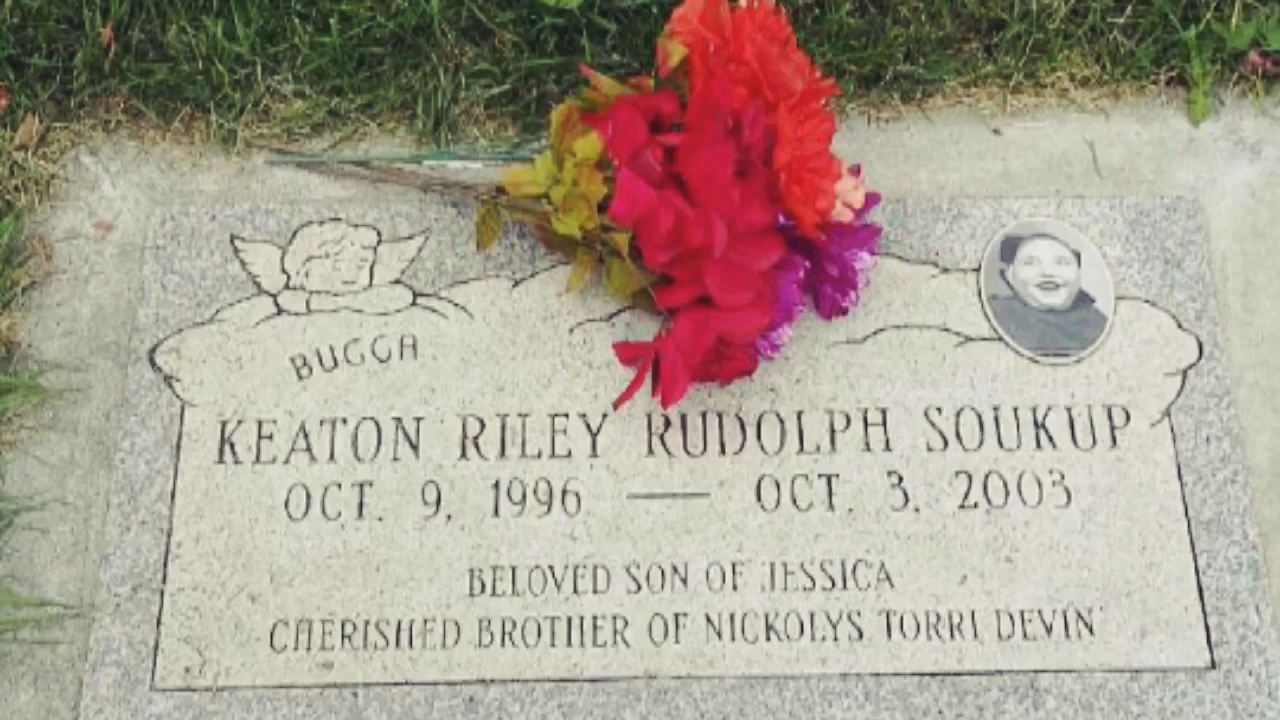 BUGGA
KEATON RILEY RUDOLPH SOUKUP
OCT. 9, 1996 — OCT. 3, 2003
BELOVED SON OF JESSICA
CHERISHED BROTHER OF NICKOLYS TORRI DEVIN